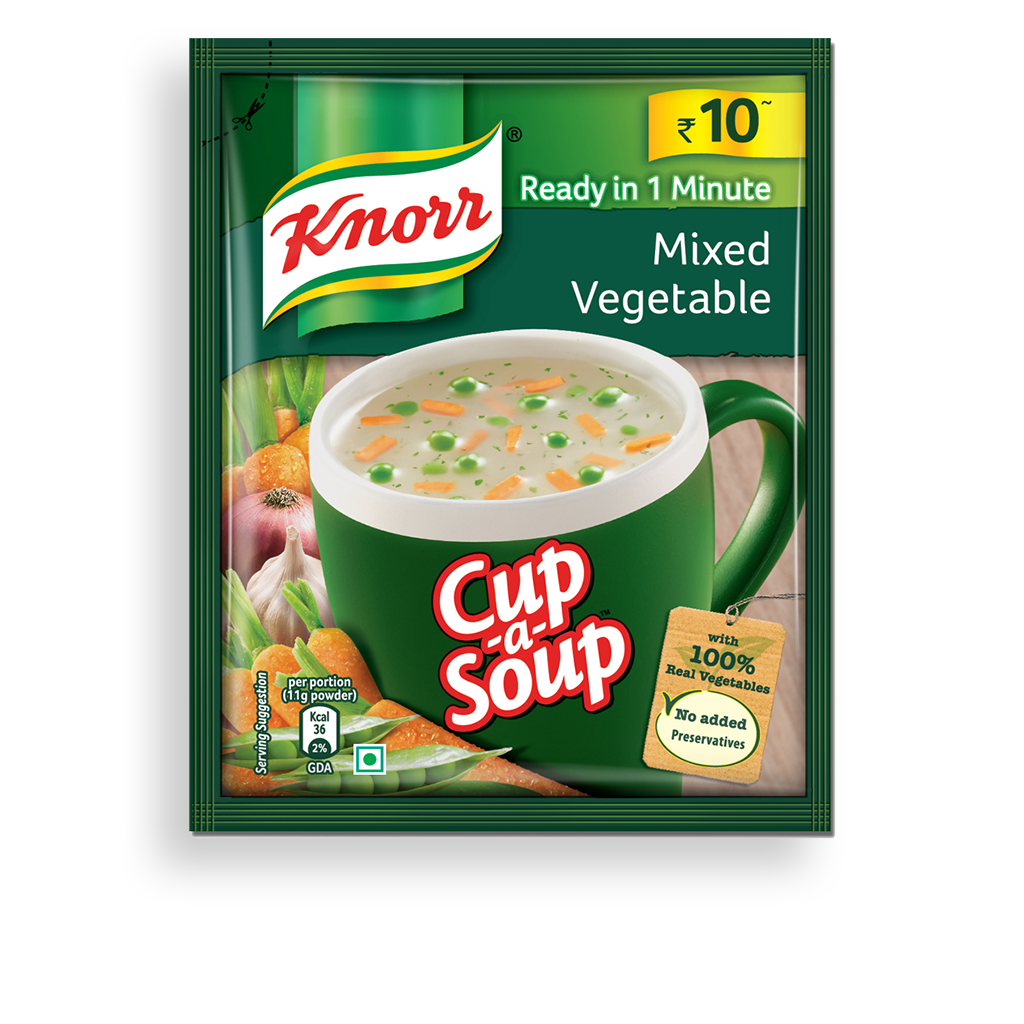 Knorr®
₹10~
Ready in 1 Minute
Mixed
Vegetable
Cup
-a-
Soup™
with
100%
Real Vegetables
No added
Preservatives
Serving Suggestion
per portion
(11g powder)
Kcal
36
2%
GDA